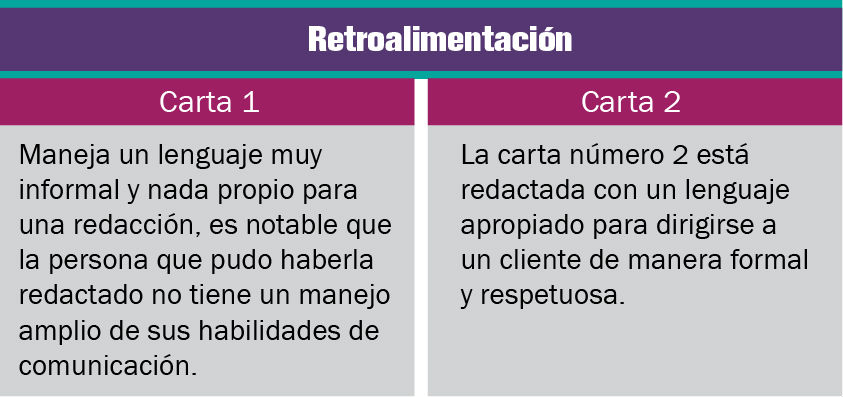 Retroalimentación
Carta 1
Maneja un lenguaje muy
informal y nada propio para
una redacción, es notable que
la persona que pudo haberla
redactado no tiene un manejo
amplio de sus habilidades de
comunicación.
Carta 2
La carta número 2 está
redactada con un lenguaje
apropiado para dirigirse a
un cliente de manera formal
y respetuosa.